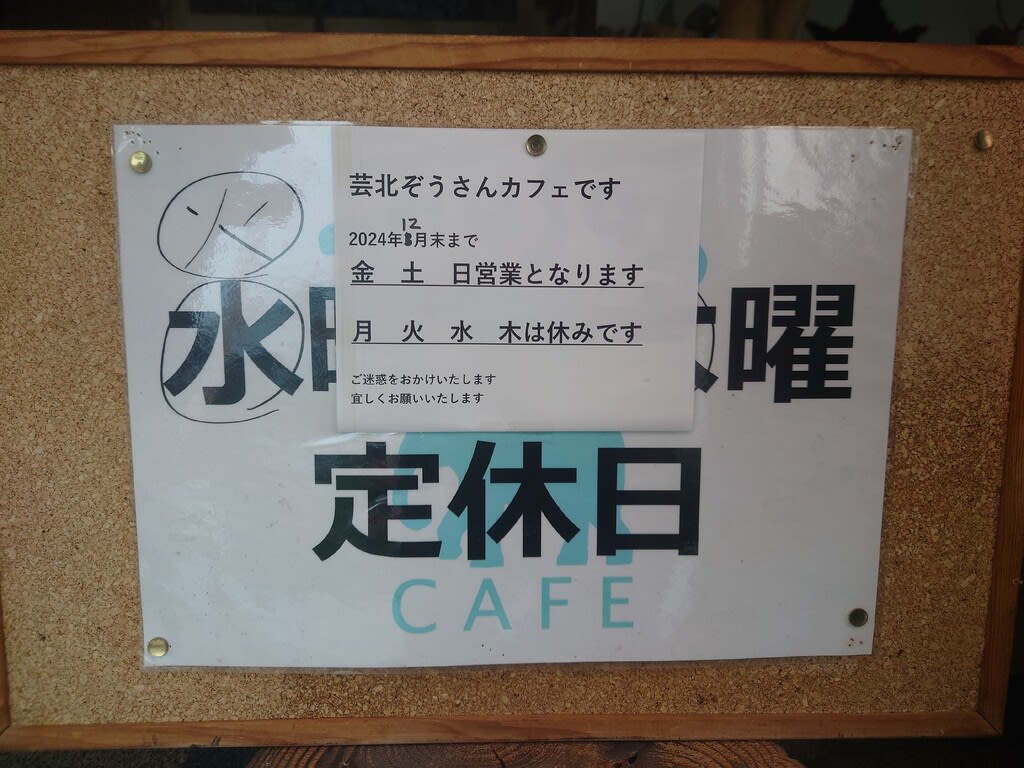 芸北ぞうさんカフェです
12
2024年8月末まで
金 土 日営業となります
月 火 水 木は休みです
ご迷惑をおかけいたします
宜しくお願いいたします
火
水 曜
定休日
CAFE